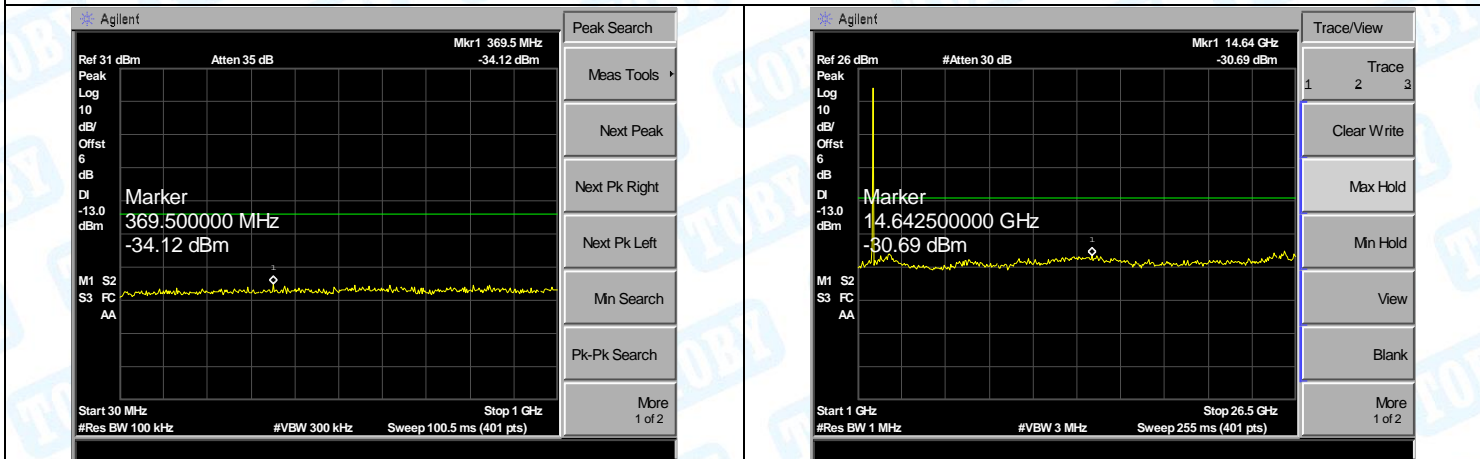 Agilent
Peak Search
Mkr1 369.5 MHz
Ref 31 dBm Atten 35 dB -34.12 dBm
Peak
Log
10
dB/
Offst
6
dB
DI
-13.0
dBm
Marker
369.500000 MHz
-34.12 dBm
1
M1 S2
S3 FC
AA
Start 30 MHz Stop 1 GHz
#Res BW 100 kHz #VBW 300 kHz Sweep 100.5 ms (401 pts)
Meas Tools
Next Peak
Next Pk Right
Next Pk Left
Min Search
Pk-Pk Search
More
1 of 2
Agilent
Trace/View
Mkr1 14.64 GHz
Ref 26 dBm #Atten 30 dB -30.69 dBm
Peak
Log
10
dB/
Offst
6
dB
DI
-13.0
dBm
Marker
14.642500000 GHz
-30.69 dBm
1
M1 S2
S3 FC
AA
Start 1 GHz Stop 26.5 GHz
#Res BW 1 MHz #VBW 3 MHz Sweep 255 ms (401 pts)
Trace
1 2 3
Clear Write
Max Hold
Min Hold
View
Blank
More
1 of 2
TOBY